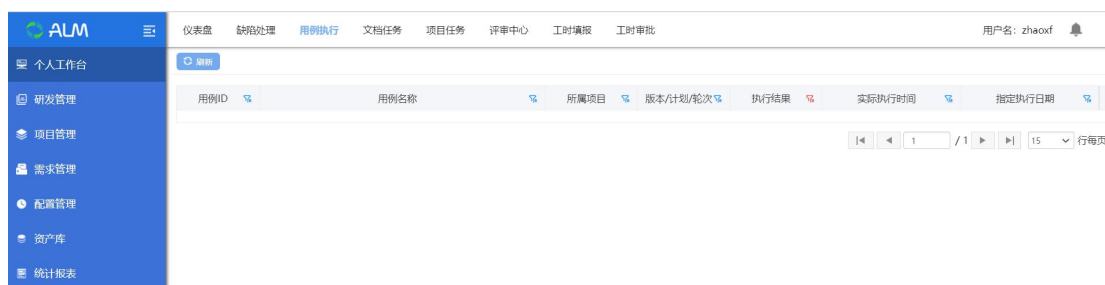 ALM 仪表盘 缺陷处理 用例执行 文档任务 项目任务 评审中心 工时填报 工时审批 用户名: zhaoxf
个人工作台
刷新
研发管理
用例ID 用例名称 所属项目 版本/计划/轮次 执行结果 实际执行时间 指定执行日期
项目管理
1 / 1 15 行每页
需求管理
配置管理
资产库
统计报表